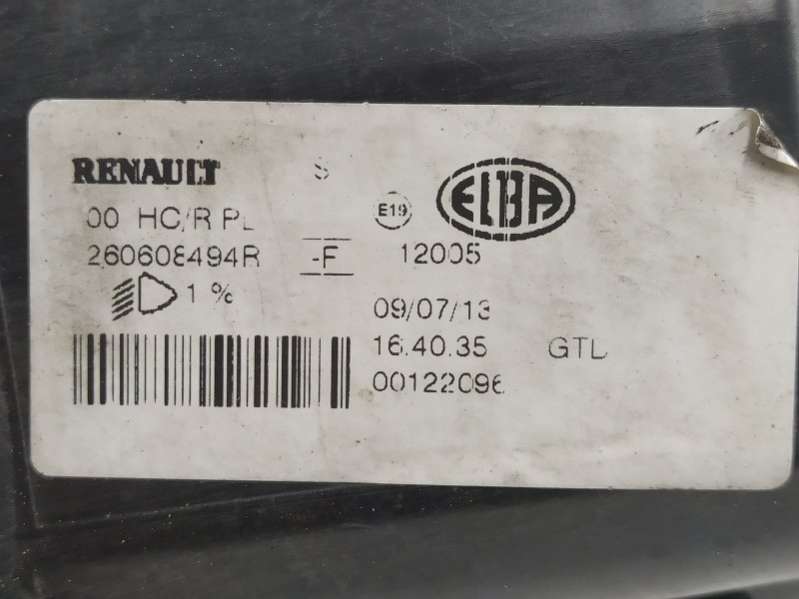 RENAULT S
00 HC/R PL E19 ELBA
260608494R -F 12005
1 %
09/07/13
16.40.35 GTL
00122096